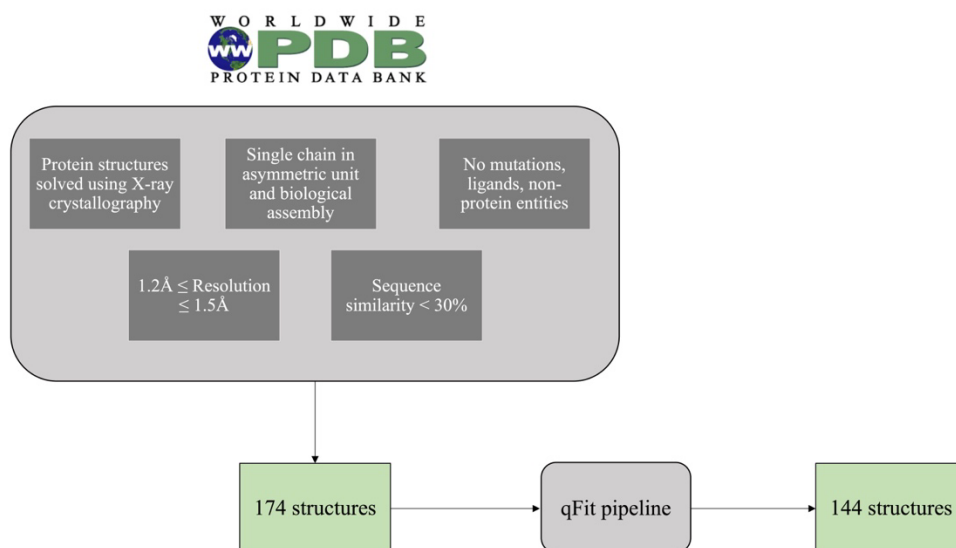 WORLDWIDE
ww PDB
PROTEIN DATA BANK
Protein structures
solved using X-ray
crystallography
Single chain in
asymmetric unit
and biological
assembly
No mutations,
ligands, non-
protein entities
1.2Å ≤ Resolution
≤ 1.5Å
Sequence
similarity < 30%
174 structures
qFit pipeline
144 structures